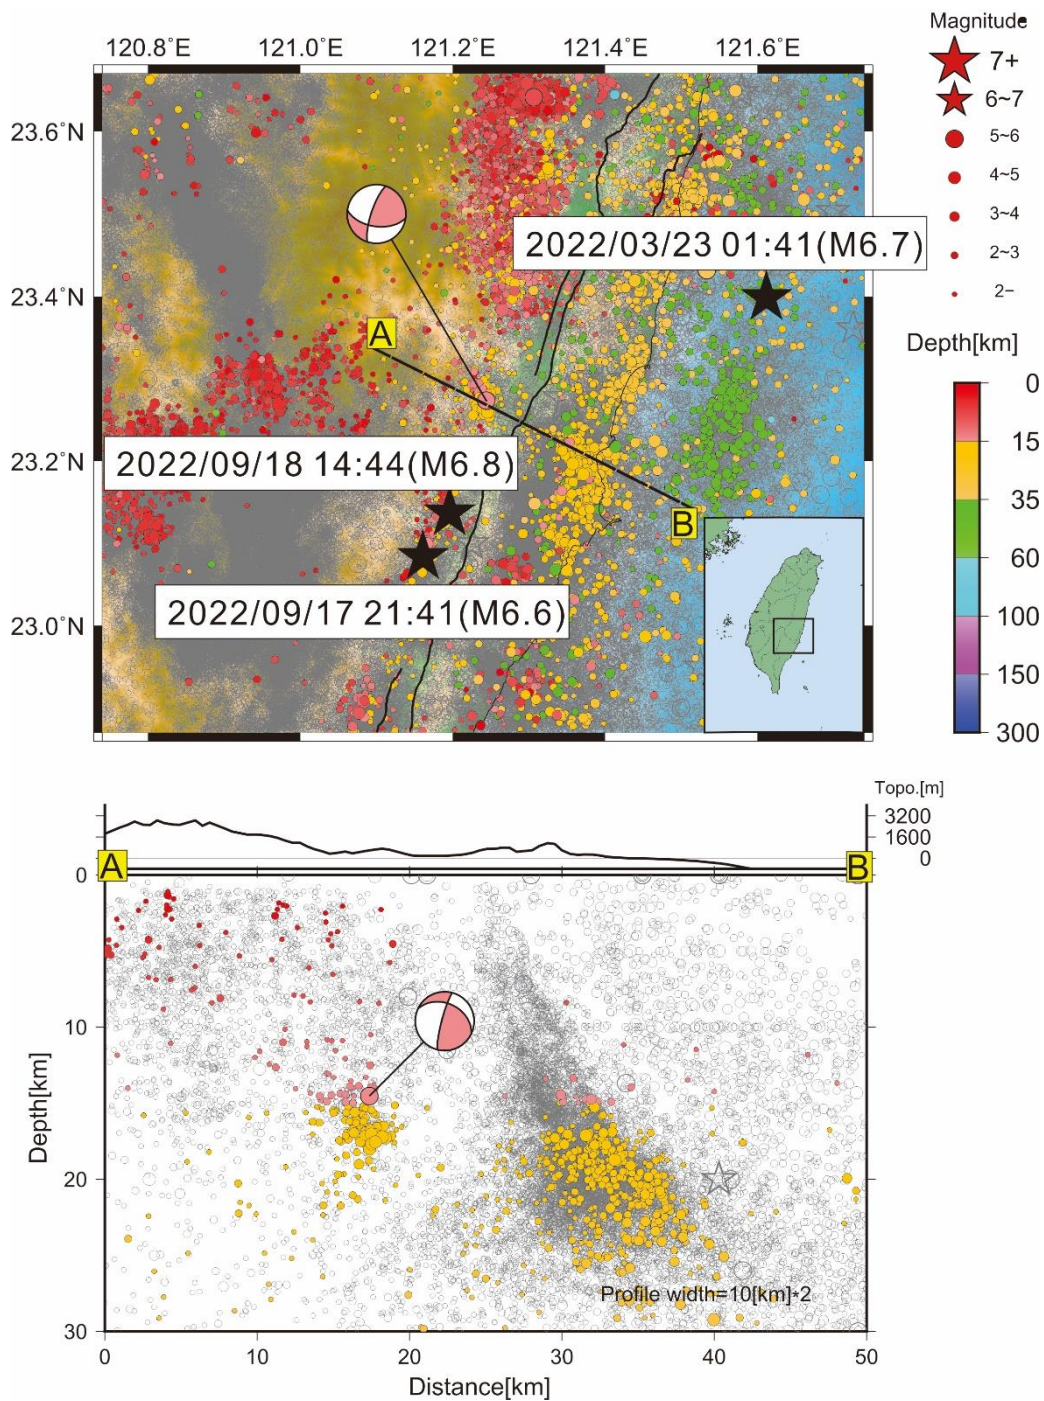 120.8˚E 121.0˚E 121.2˚E 121.4˚E 121.6˚E
Magnitude
7+
6~7
5~6
4~5
3~4
2~3
2−
23.6˚N
23.4˚N
23.2˚N
23.0˚N
2022/03/23 01:41(M6.7)
A
2022/09/18 14:44(M6.8)
B
2022/09/17 21:41(M6.6)
Depth[km]
0
15
35
60
100
150
300
Topo.[m]
3200
1600
0
A
B
0
10
20
30
Depth[km]
Profile width=10[km]*2
0 10 20 30 40 50
Distance[km]